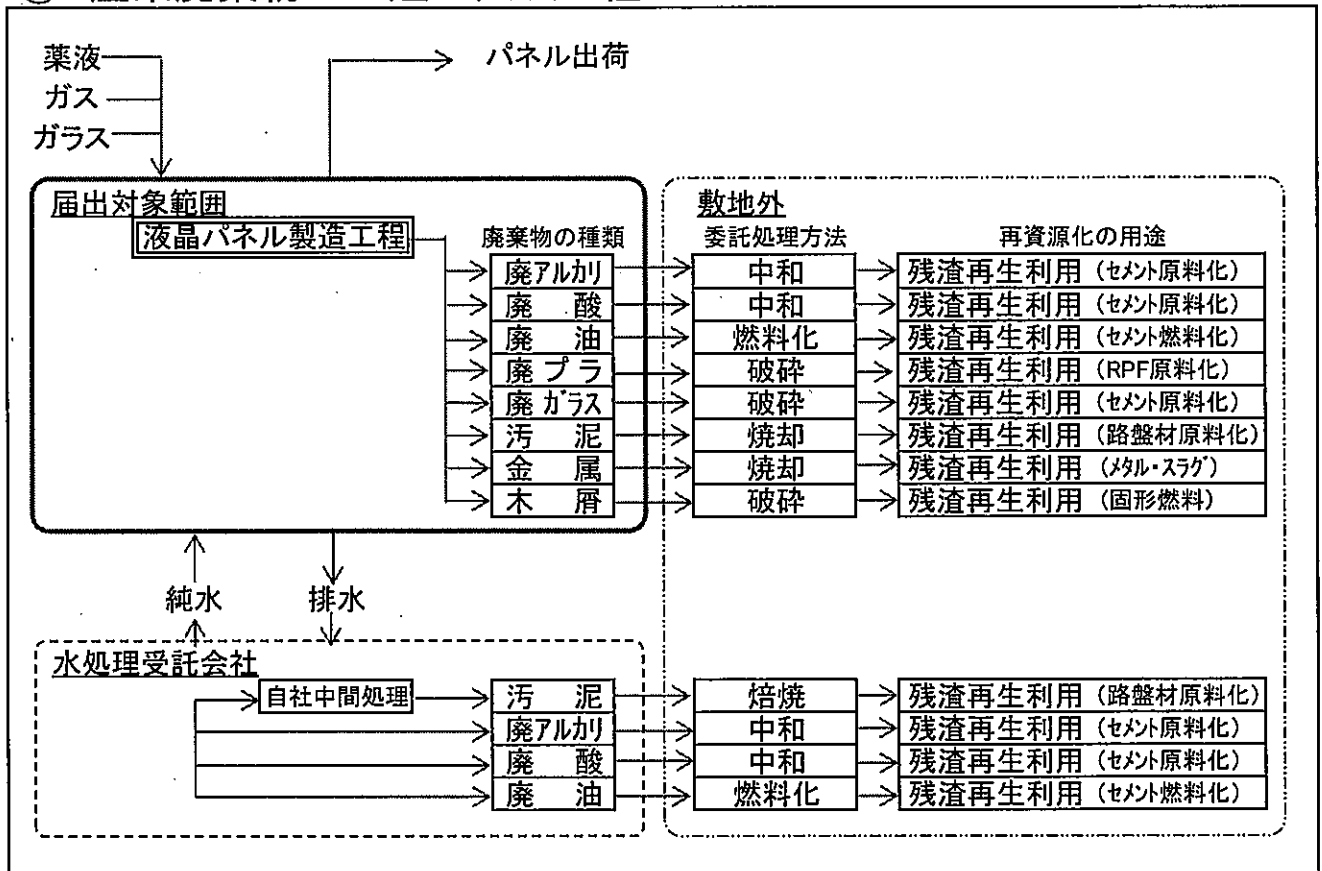 薬液
ガス
ガラス
パネル出荷
届出対象範囲
液晶パネル製造工程
敷地外
廃棄物の種類 委託処理方法 再資源化の用途
廃アルカリ 中和 残渣再生利用（セメント原料化）
廃　酸 中和 残渣再生利用（セメント原料化）
廃　油 燃料化 残渣再生利用（セメント燃料化）
廃プラ 破砕 残渣再生利用（RPF原料化）
廃ガラス 破砕 残渣再生利用（セメント原料化）
汚　泥 焼却 残渣再生利用（路盤材原料化）
金　属 焼却 残渣再生利用（メタル・スラグ）
木　屑 破砕 残渣再生利用（固形燃料）
純水 排水
水処理受託会社
自社中間処理 汚　泥 焙焼 残渣再生利用（路盤材原料化）
廃アルカリ 中和 残渣再生利用（セメント原料化）
廃　酸 中和 残渣再生利用（セメント原料化）
廃　油 燃料化 残渣再生利用（セメント燃料化）